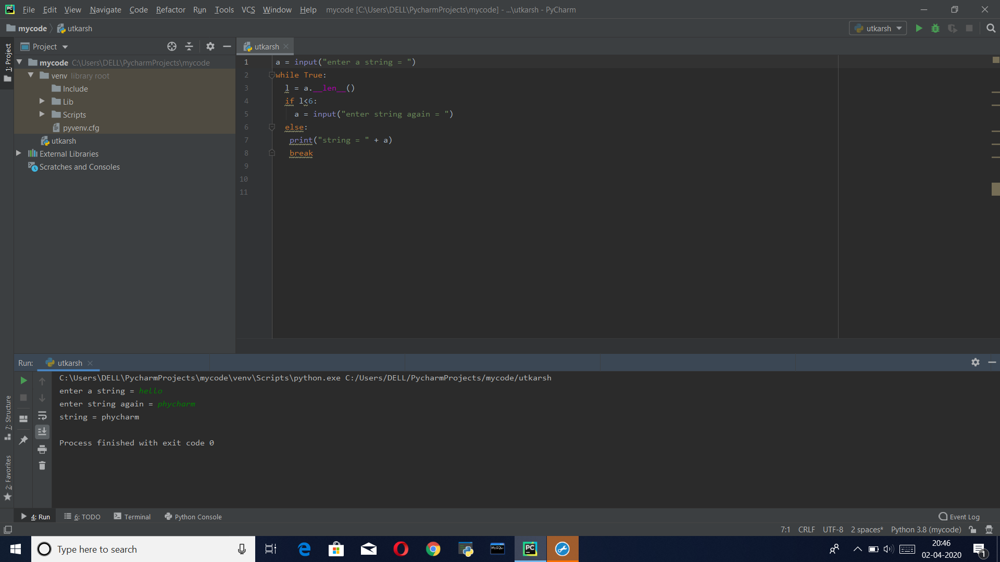 File Edit View Navigate Code Refactor Run Tools VCS Window Help mycode [C:\Users\DELL\PycharmProjects\mycode] - ...\utkarsh - PyCharm
mycode utkarsh utkarsh
1: Project
Project
utkarsh
mycode C:\Users\DELL\PycharmProjects\mycode
venv library root
Include
Lib
Scripts
pyvenv.cfg
utkarsh
External Libraries
Scratches and Consoles
1 a = input("enter a string = ")
2 while True:
3 l = a.__len__()
4 if l<6:
5 a = input("enter string again = ")
6 else:
7 print("string = " + a)
8 break
9
10
11
Run: utkarsh
C:\Users\DELL\PycharmProjects\mycode\venv\Scripts\python.exe C:/Users/DELL/PycharmProjects/mycode/utkarsh
enter a string = hello
enter string again = phycharm
string = phycharm
Process finished with exit code 0
7: Structure
2: Favorites
4: Run 6: TODO Terminal Python Console Event Log
7:1 CRLF UTF-8 2 spaces* Python 3.8 (mycode)
Type here to search
MySQL
PC
20:46
02-04-2020
1